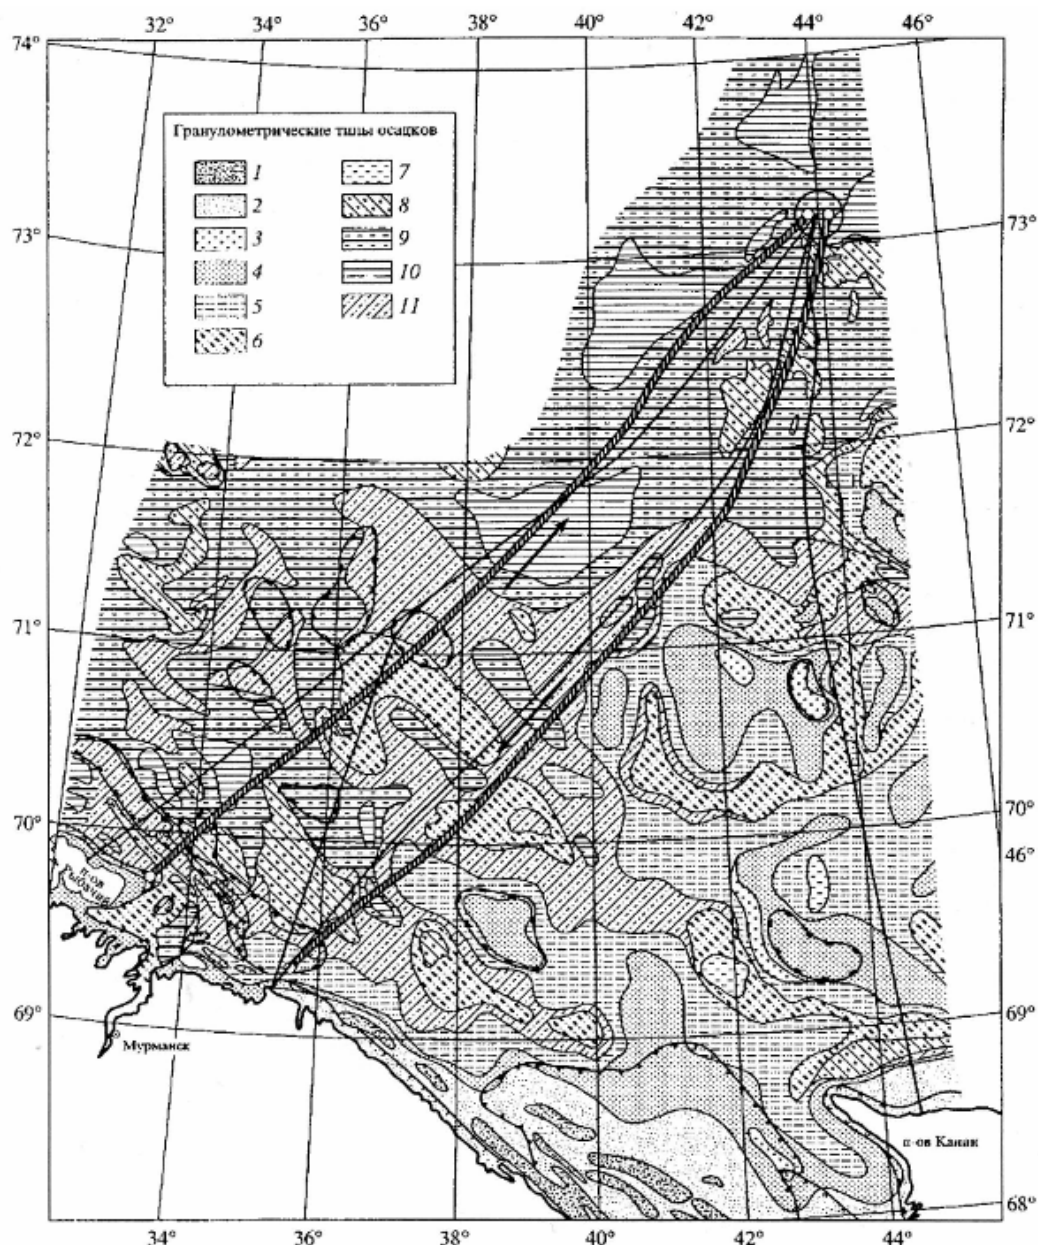 32° 34° 36° 38° 40° 42° 44° 46°
74°
Гранулометрические типы осадков
1 7
2 8
3 9
4 10
5 11
6
73° 73°
72° 72°
71° 71°
70° 70°
46°
п-ов
Рыбачий
69° 69°
Мурманск
п-ов Канин
68°
34° 36° 38° 40° 42° 44°